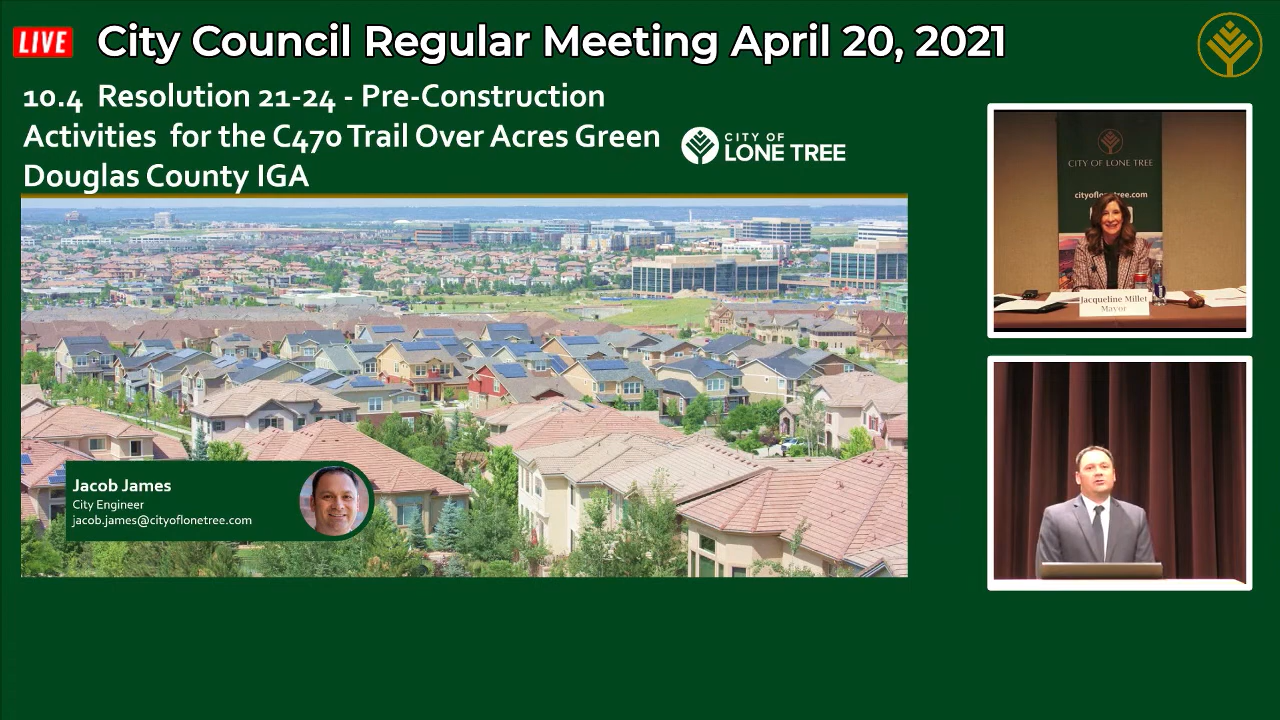 LIVE City Council Regular Meeting April 20, 2021
10.4 Resolution 21-24 - Pre-Construction
Activities for the C470 Trail Over Acres Green
Douglas County IGA
CITY OF
LONE TREE
CITY OF LONE TREE
cityoflonetree.com
Jacqueline Millet
Mayor
Jacob James
City Engineer
jacob.james@cityoflonetree.com